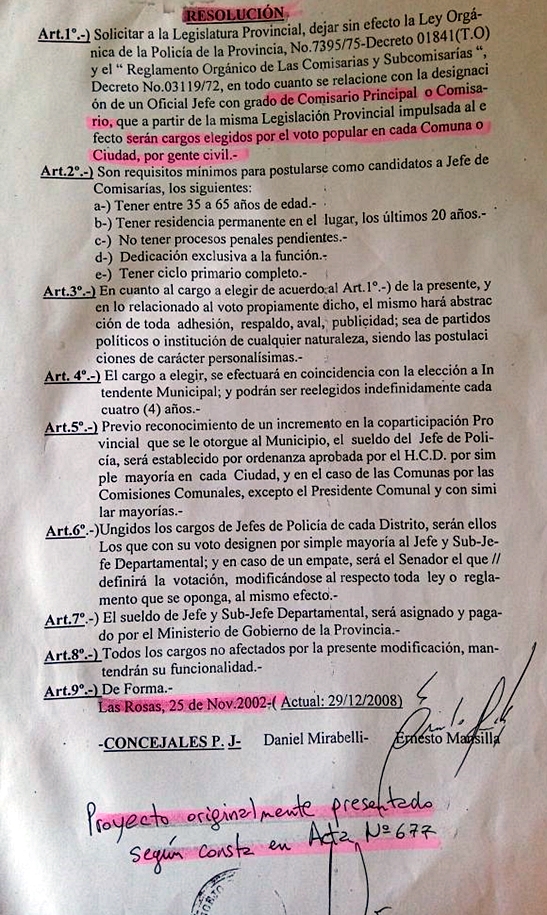 RESOLUCIÓN
Art.1º.-) Solicitar a la Legislatura Provincial, dejar sin efecto la Ley Orgá-
nica de la Policía de la Provincia, No.7395/75-Decreto 01841(T.O)
y el “ Reglamento Orgánico de Las Comisarias y Subcomisarías “,
Decreto No.03119/72, en todo cuanto se relacione con la designaci
ón de un Oficial Jefe con grado de Comisario Principal o Comisa-
rio, que a partir de la misma Legislación Provincial impulsada al e
fecto serán cargos elegidos por el voto popular en cada Comuna o
Ciudad, por gente civil.-
Art.2º.-) Son requisitos mínimos para postularse como candidatos a Jefe de
Comisarías, los siguientes:
a-) Tener entre 35 a 65 años de edad.-
b-) Tener residencia permanente en el lugar, los últimos 20 años.-
c-) No tener procesos penales pendientes.-
d-) Dedicación exclusiva a la función.-
e-) Tener ciclo primario completo.-
Art.3º.-) En cuanto al cargo a elegir de acuerdo al Art.1º.-) de la presente, y
en lo relacionado al voto propiamente dicho, el mismo hará abstrac
ción de toda adhesión, respaldo, aval, publicidad; sea de partidos
políticos o institución de cualquier naturaleza, siendo las postulaci
ciones de carácter personalísimas.-
Art. 4º.-) El cargo a elegir, se efectuará en coincidencia con la elección a In
tendente Municipal; y podrán ser reelegidos indefinidamente cada
cuatro (4) años.-
Art.5º.-) Previo reconocimiento de un incremento en la coparticipación Pro
vincial que se le otorgue al Municipio, el sueldo del Jefe de Poli-
cía, será establecido por ordenanza aprobada por el H.C.D. por sim
ple mayoría en cada Ciudad, y en el caso de las Comunas por las
Comisiones Comunales, excepto el Presidente Comunal y con simi
lar mayorías.-
Art.6º.-)Ungidos los cargos de Jefes de Policía de cada Distrito, serán ellos
Los que con su voto designen por simple mayoría al Jefe y Sub-Je-
fe Departamental; y en caso de un empate, será el Senador el que //
definirá la votación, modificándose al respecto toda ley o regla-
mento que se oponga, al mismo efecto.-
Art.7º.-) El sueldo de Jefe y Sub-Jefe Departamental, será asignado y paga-
do por el Ministerio de Gobierno de la Provincia.-
Art.8º.-) Todos los cargos no afectados por la presente modificación, man-
tendrán su funcionalidad.-
Art.9º.-) De Forma.-
Las Rosas, 25 de Nov.2002-( Actual: 29/12/2008)
-CONCEJALES P. J- Daniel Mirabelli- Ernesto Mansilla
Proyecto originalmente presentado
según consta en Acta Nº 677